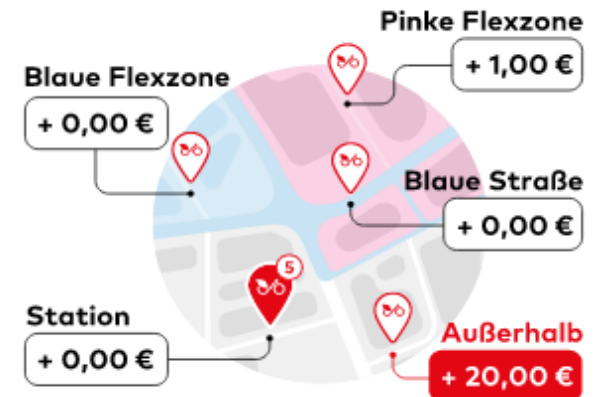 Pinke Flexzone
+ 1,00 €
Blaue Flexzone
+ 0,00 €
Blaue Straße
+ 0,00 €
5
Station
+ 0,00 €
Außerhalb
+ 20,00 €